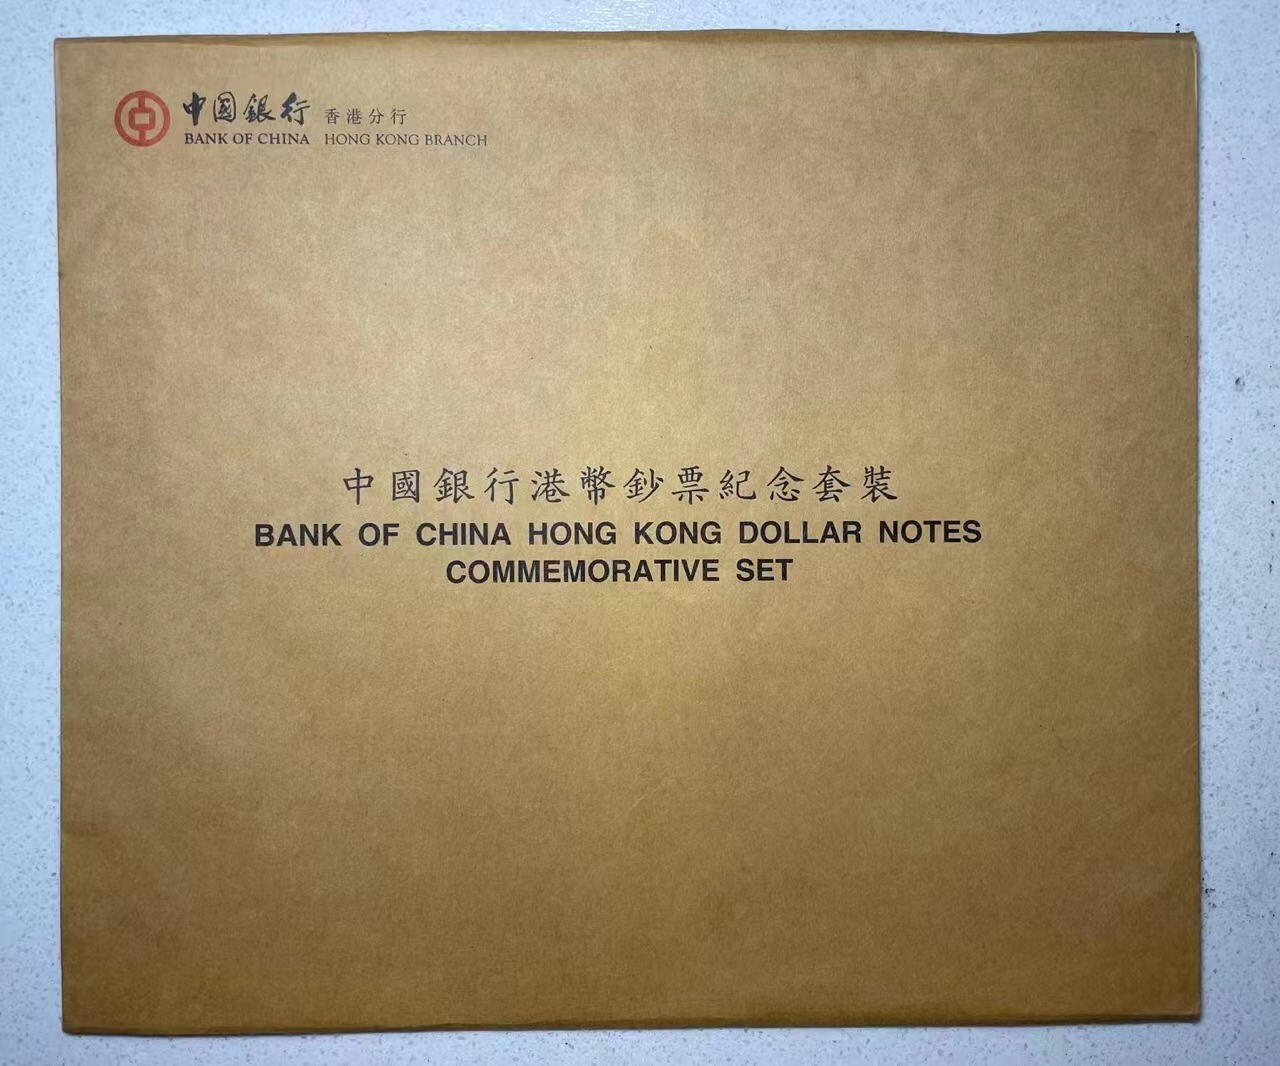 中國銀行 香港分行
BANK OF CHINA HONG KONG BRANCH
中國銀行港幣鈔票紀念套裝
BANK OF CHINA HONG KONG DOLLAR NOTES
COMMEMORATIVE SET